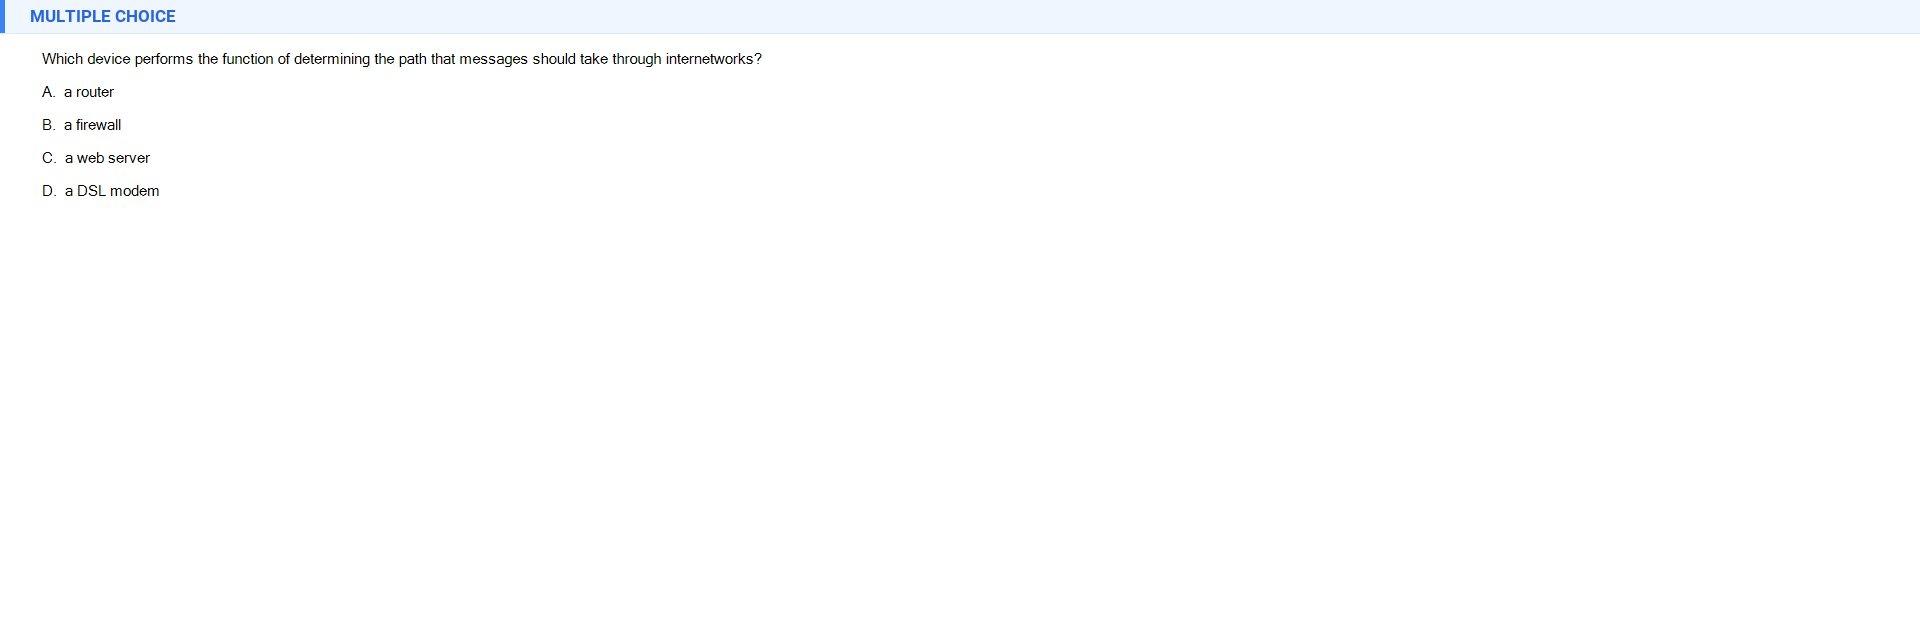 MULTIPLE CHOICE
Which device performs the function of determining the path that messages should take through internetworks?
A. a router
B. a firewall
C. a web server
D. a DSL modem